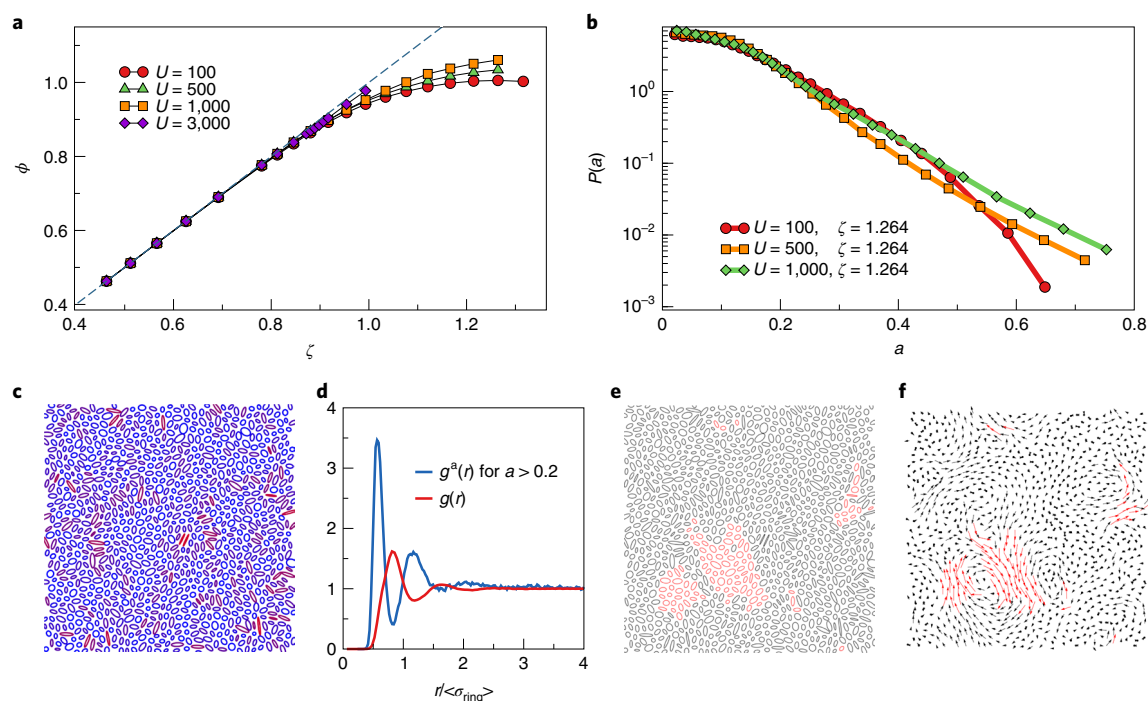 a
1.0
0.8
0.6
0.4
ϕ
U = 100
U = 500
U = 1,000
U = 3,000
0.4 0.6 0.8 1.0 1.2
ζ
b
10⁰
10⁻¹
10⁻²
10⁻³
P(a)
U = 100, ζ = 1.264
U = 500, ζ = 1.264
U = 1,000, ζ = 1.264
0 0.2 0.4 0.6 0.8
a
c
d
4
3
2
1
0
gᵃ(r) for a > 0.2
g(r)
0 1 2 3 4
r/<σring>
e
f